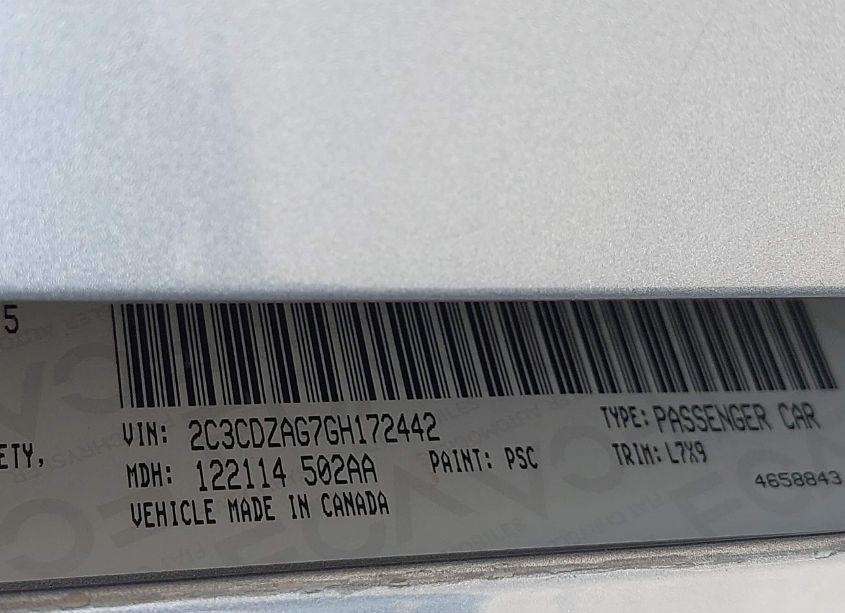 5
ETY,
VIN: 2C3CDZAG7GH172442
TYPE: PASSENGER CAR
MDH: 122114 502AA
PAINT: PSC
TRIM: L7X9
VEHICLE MADE IN CANADA
4658843